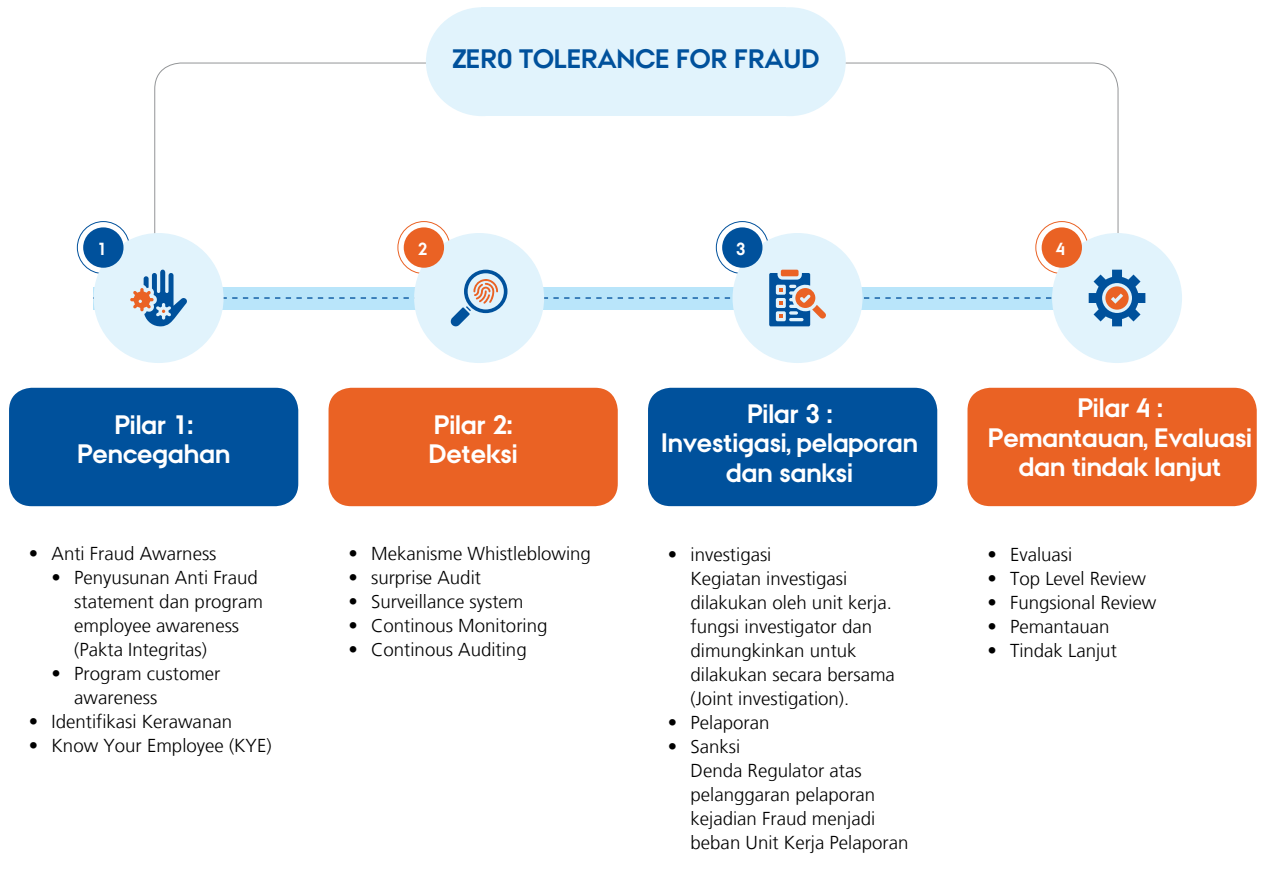 ZER0 TOLERANCE FOR FRAUD
1
2
3
4
Pilar 1:
Pencegahan
Pilar 2:
Deteksi
Pilar 3 :
Investigasi, pelaporan
dan sanksi
Pilar 4 :
Pemantauan, Evaluasi
dan tindak lanjut
• Anti Fraud Awarness
• Penyusunan Anti Fraud
statement dan program
employee awareness
(Pakta Integritas)
• Program customer
awareness
• Identifikasi Kerawanan
• Know Your Employee (KYE)
• Mekanisme Whistleblowing
• surprise Audit
• Surveillance system
• Continous Monitoring
• Continous Auditing
• investigasi
Kegiatan investigasi
dilakukan oleh unit kerja.
fungsi investigator dan
dimungkinkan untuk
dilakukan secara bersama
(Joint investigation).
• Pelaporan
• Sanksi
Denda Regulator atas
pelanggaran pelaporan
kejadian Fraud menjadi
beban Unit Kerja Pelaporan
• Evaluasi
• Top Level Review
• Fungsional Review
• Pemantauan
• Tindak Lanjut